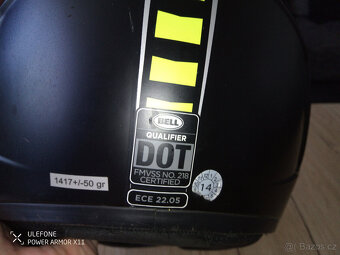 BELL
QUALIFIER
DOT
FMVSS NO. 218
CERTIFIED
ECE 22.05
1417+/-50 gr
14
ULEFONE
POWER ARMOR X11
Sbazos.cz